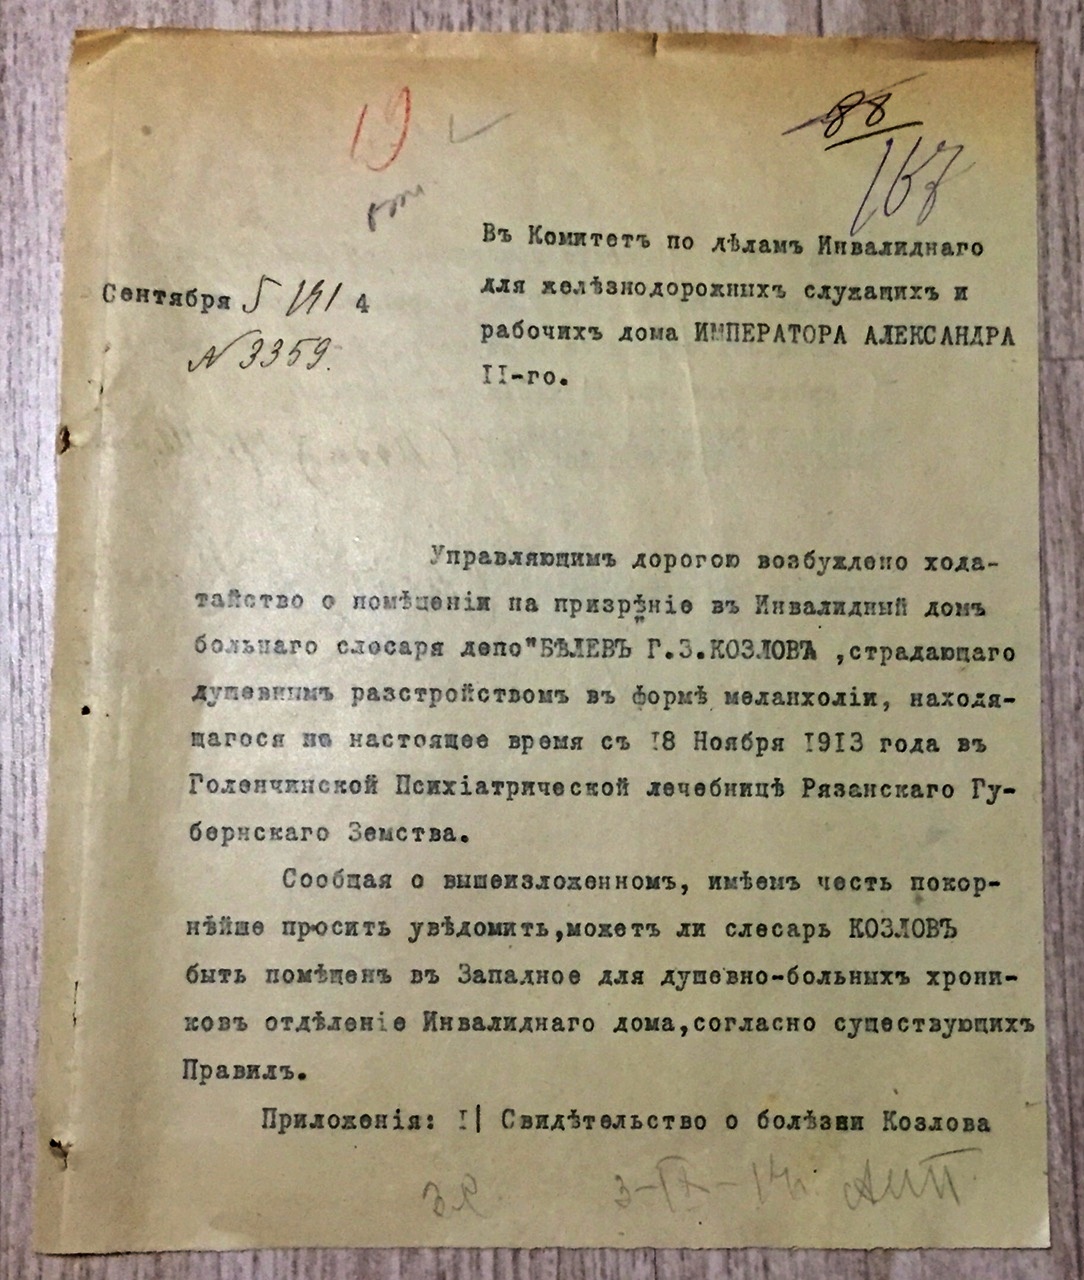 19
88
167
Въ Комитетъ по дѣламъ Инвалиднаго
для желѣзнодорожныхъ служащихъ и
рабочихъ дома ИМПЕРАТОРА АЛЕКСАНДРА
II-го.
Сентября 5 1914
№ 3359.
Управляющимъ дорогою возбуждено хода-
тайство о помѣщеніи на призрѣніе въ Инвалидный домъ
больнаго слесаря депо "БѢЛЕВЪ" Г.З.КОЗЛОВА ,страдающаго
душевнымъ разстройствомъ въ формѣ меланхоліи, находя-
щагося въ настоящее время съ 18 Ноября 1913 года въ
Голенчинской Психіатрической лечебницѣ Рязанскаго Гу-
бернскаго Земства.
Сообщая о вышеизложенномъ, имѣемъ честь покор-
нѣйше просить увѣдомить,можетъ ли слесарь КОЗЛОВЪ
быть помѣщенъ въ Западное для душевно-больныхъ хрони-
ковъ отдѣленіе Инвалиднаго дома,согласно существующихъ
Правилъ.
Приложенія: I| Свидѣтельство о болѣзни Козлова